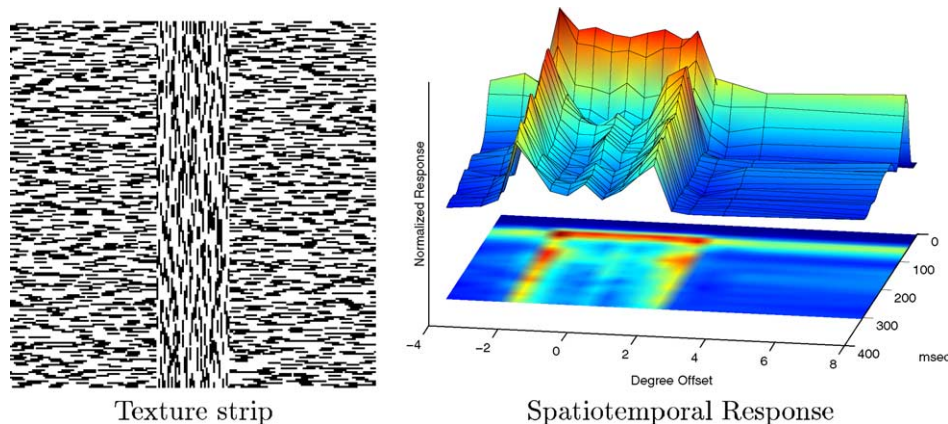 Normalized Response
0
100
200
300
400
msec
−4
−2
0
2
4
6
8
Degree Offset
Texture strip
Spatiotemporal Response